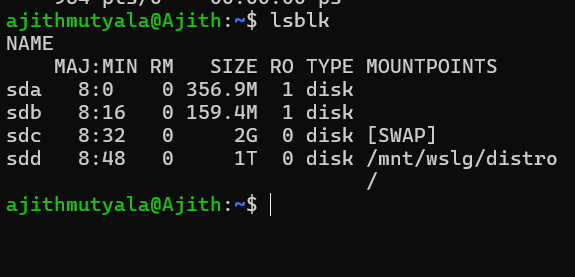 ajithmutyala@Ajith:~$ lsblk
NAME
     MAJ:MIN RM   SIZE RO TYPE MOUNTPOINTS
sda    8:0    0 356.9M  1 disk
sdb    8:16   0 159.4M  1 disk
sdc    8:32   0     2G  0 disk [SWAP]
sdd    8:48   0     1T  0 disk /mnt/wslg/distro
                               /
ajithmutyala@Ajith:~$